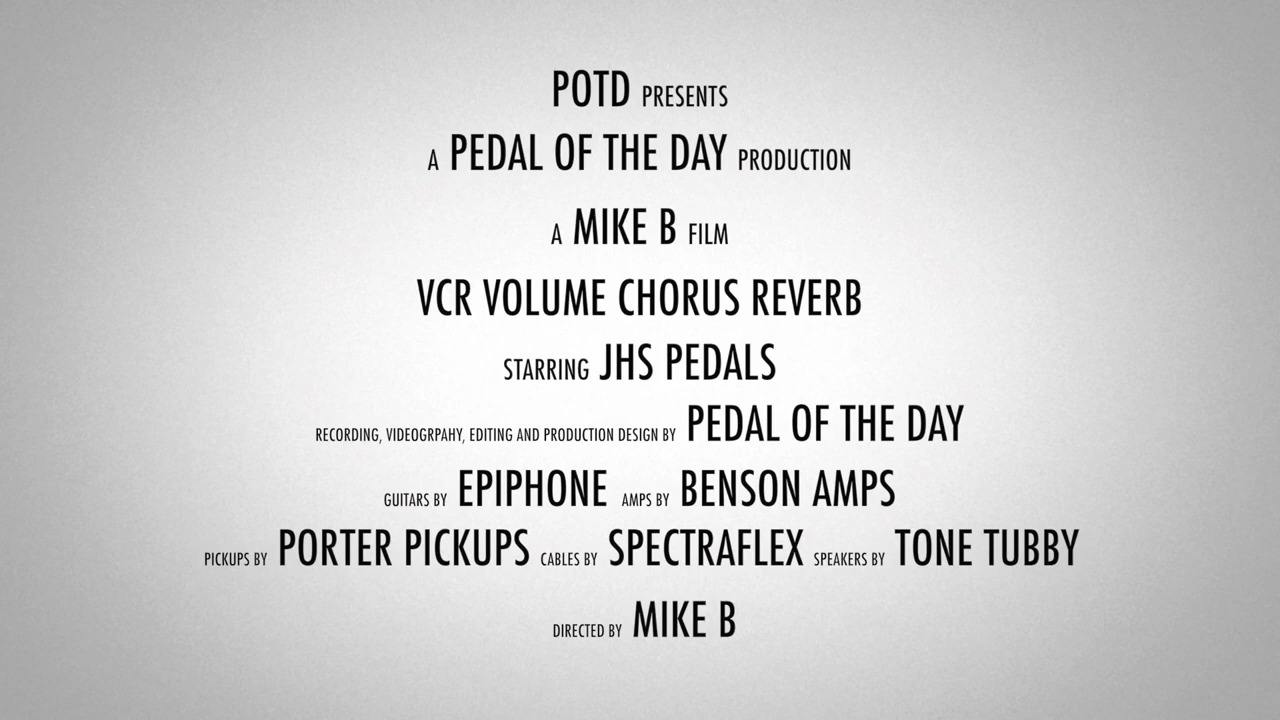 POTD PRESENTS
A PEDAL OF THE DAY PRODUCTION
A MIKE B FILM
VCR VOLUME CHORUS REVERB
STARRING JHS PEDALS
RECORDING, VIDEOGRPAHY, EDITING AND PRODUCTION DESIGN BY PEDAL OF THE DAY
GUITARS BY EPIPHONE AMPS BY BENSON AMPS
PICKUPS BY PORTER PICKUPS CABLES BY SPECTRAFLEX SPEAKERS BY TONE TUBBY
DIRECTED BY MIKE B